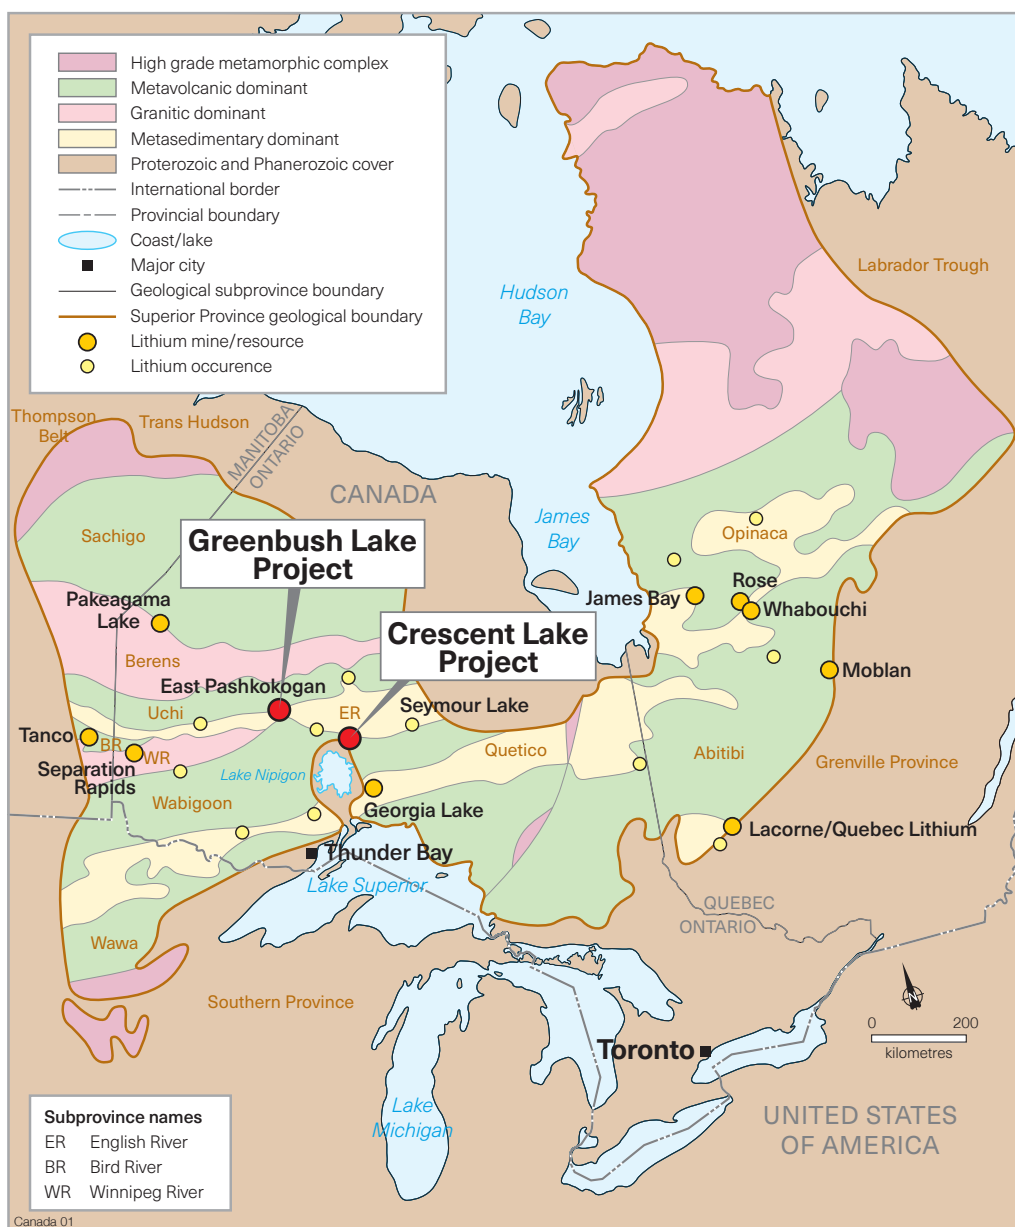 High grade metamorphic complex
Metavolcanic dominant
Granitic dominant
Metasedimentary dominant
Proterozoic and Phanerozoic cover
International border
Provincial boundary
Coast/lake
Major city
Geological subprovince boundary
Superior Province geological boundary
Lithium mine/resource
Lithium occurence
Labrador Trough
Hudson
Bay
Thompson
Belt
Trans Hudson
MANITOBA
ONTARIO
CANADA
James
Bay
Sachigo
Greenbush Lake
Project
Opinaca
Rose
James Bay
Whabouchi
Pakeagama
Lake
Crescent Lake
Project
Berens
Moblan
East Pashkokogan
Uchi
ER
Seymour Lake
Tanco
BR
WR
Separation
Rapids
Quetico
Abitibi
Grenville Province
Lake Nipigon
Wabigoon
Georgia Lake
Lacorne/Quebec Lithium
Thunder Bay
Lake Superior
QUEBEC
ONTARIO
Wawa
Southern Province
N
0 200
kilometres
Toronto
Lake
Michigan
UNITED STATES
OF AMERICA
Subprovince names
ER English River
BR Bird River
WR Winnipeg River
Canada 01